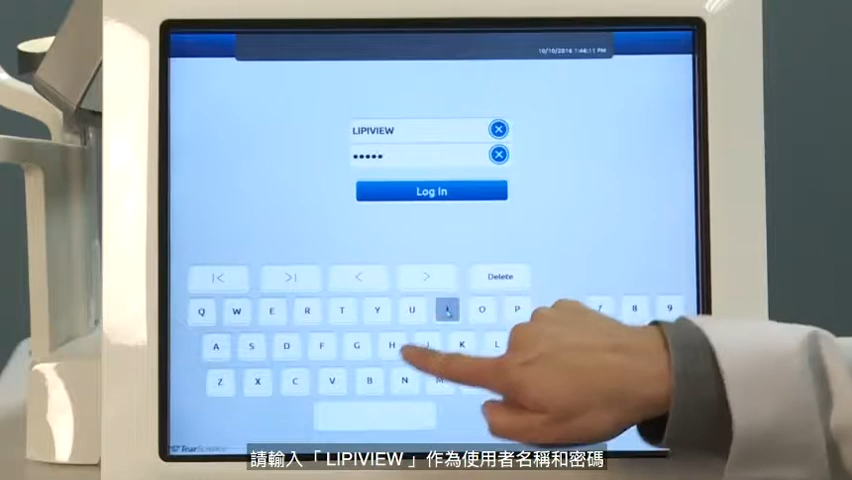 10/10/2016 1:46:11 PM
LIPIVIEW
•••••
Log In
|< >| < > Delete
Q W E R T Y U I O P 7 8 9
A S D F G H J K L
Z X C V B N M
TearScience
請輸入「 LIPIVIEW 」作為使用者名稱和密碼